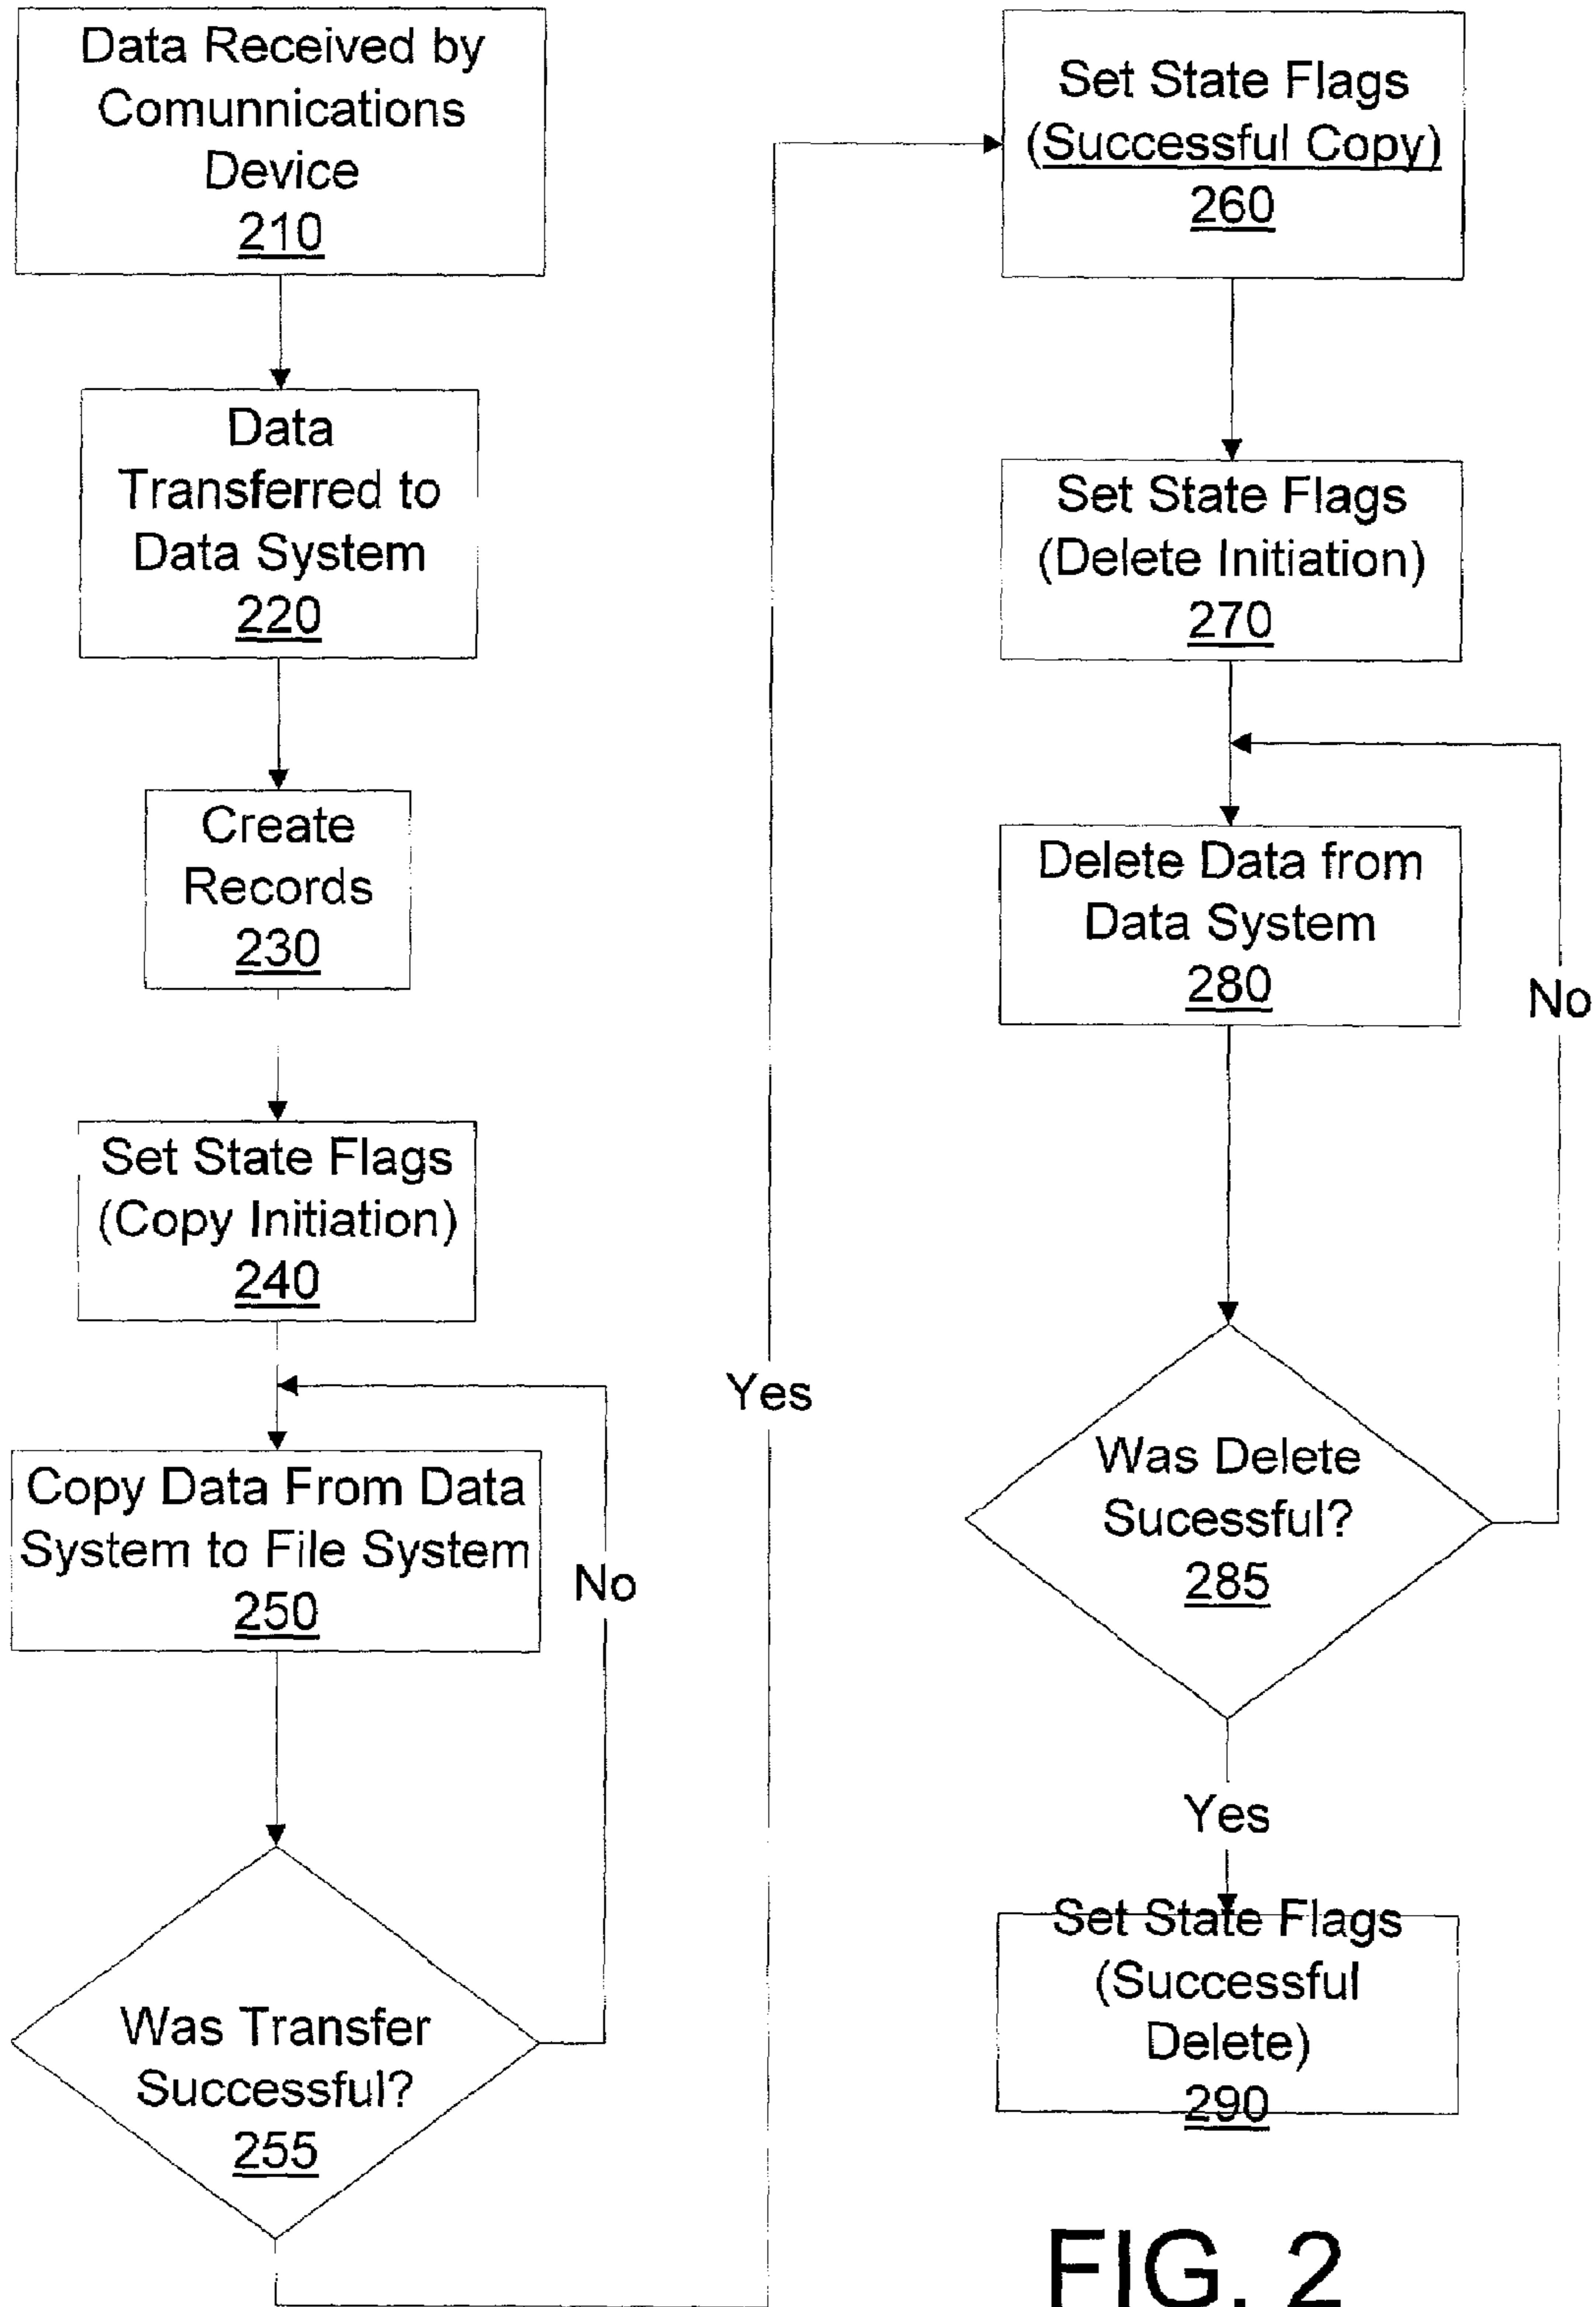 Data Received by
Comunnications
Device
210
Data
Transferred to
Data System
220
Create
Records
230
Set State Flags
(Copy Initiation)
240
Copy Data From Data
System to File System
250
No
Was Transfer
Successful?
255
Yes
Set State Flags
(Successful Copy)
260
Set State Flags
(Delete Initiation)
270
Delete Data from
Data System
280
No
Was Delete
Sucessful?
285
Yes
Set State Flags
(Successful
Delete)
290
FIG. 2